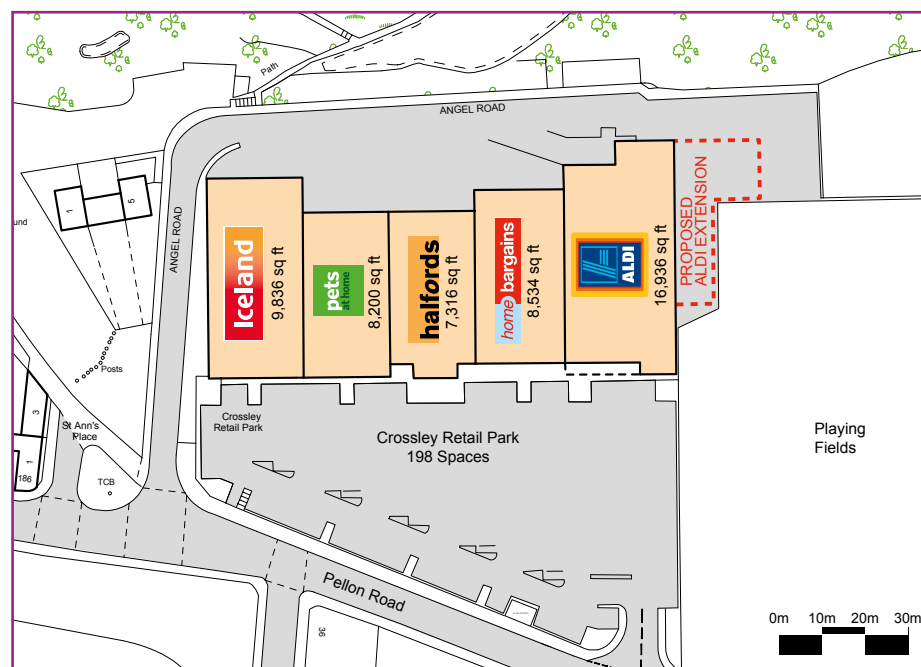 Path
ANGEL ROAD
ANGEL ROAD
1
5
und
Iceland
9,836 sq ft
pets
at home
8,200 sq ft
halfords
7,316 sq ft
home bargains
8,534 sq ft
ALDI
16,936 sq ft
PROPOSED
ALDI EXTENSION
Posts
St Ann's
Place
3
1
186
TCB
Crossley
Retail Park
Crossley Retail Park
198 Spaces
Playing
Fields
Pellon Road
36
0m 10m 20m 30m